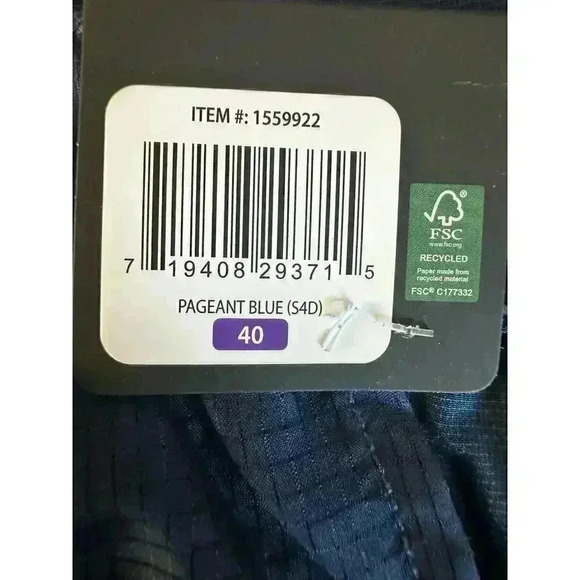 ITEM #: 1559922
7 19408 29371 5
PAGEANT BLUE (S4D)
40
FSC
www.fsc.org
RECYCLED
Paper made from
recycled material
FSC® C177332